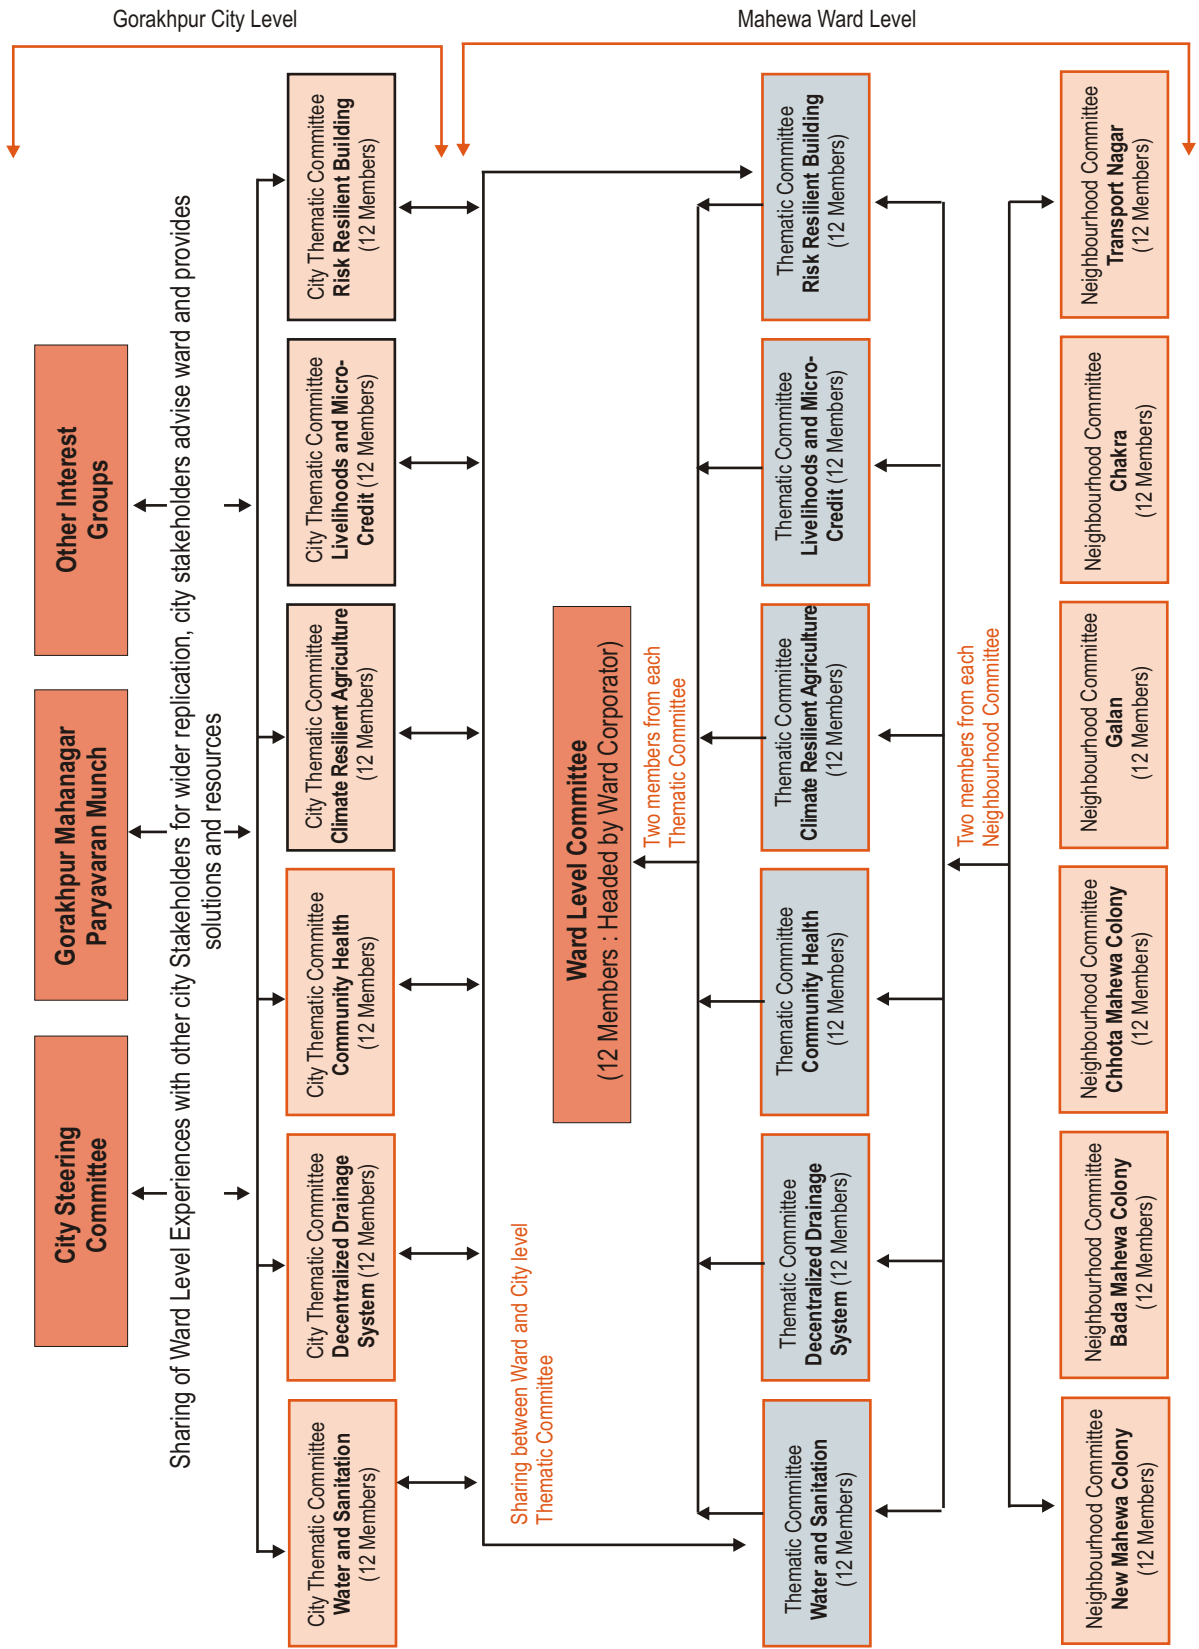 Gorakhpur City Level
Mahewa Ward Level
City Steering
Committee
Gorakhpur Mahanagar
Paryavaran Munch
Other Interest
Groups
Sharing of Ward Level Experiences with other city Stakeholders for wider replication, city stakeholders advise ward and provides
solutions and resources
City Thematic Committee
Water and Sanitation
(12 Members)
City Thematic Committee
Decentralized Drainage
System (12 Members)
City Thematic Committee
Community Health
(12 Members)
City Thematic Committee
Climate Resilient Agriculture
(12 Members)
City Thematic Committee
Livelihoods and Micro-
Credit (12 Members)
City Thematic Committee
Risk Resilient Building
(12 Members)
Sharing between Ward and City level
Thematic Committee
Ward Level Committee
(12 Members : Headed by Ward Corporator)
Two members from each
Thematic Committee
Thematic Committee
Water and Sanitation
(12 Members)
Thematic Committee
Decentralized Drainage
System (12 Members)
Thematic Committee
Community Health
(12 Members)
Thematic Committee
Climate Resilient Agriculture
(12 Members)
Thematic Committee
Livelihoods and Micro-
Credit (12 Members)
Thematic Committee
Risk Resilient Building
(12 Members)
Two members from each
Neighbourhood Committee
Neighbourhood Committee
New Mahewa Colony
(12 Members)
Neighbourhood Committee
Bada Mahewa Colony
(12 Members)
Neighbourhood Committee
Chhota Mahewa Colony
(12 Members)
Neighbourhood Committee
Galan
(12 Members)
Neighbourhood Committee
Chakra
(12 Members)
Neighbourhood Committee
Transport Nagar
(12 Members)